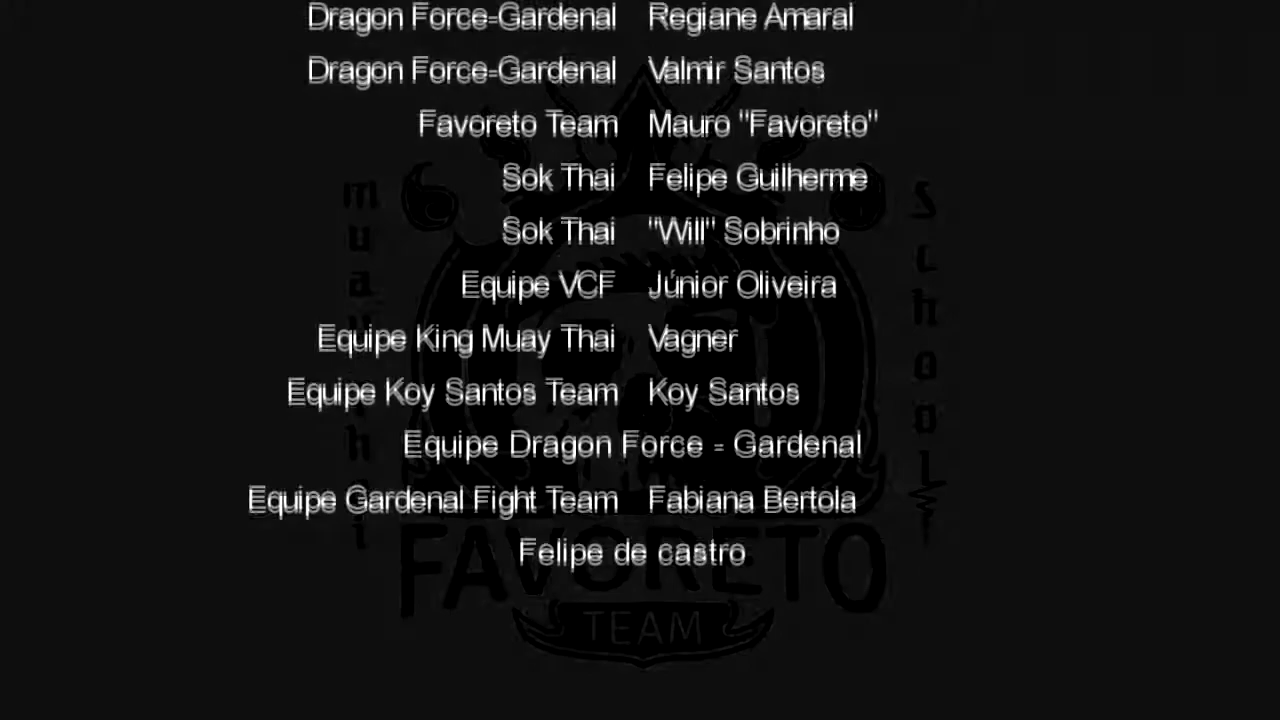 Dragon Force-Gardenal Regiane Amaral
Dragon Force-Gardenal Valmir Santos
Favoreto Team Mauro "Favoreto"
Sok Thai Felipe Guilherme
Sok Thai "Will" Sobrinho
Equipe VCF Júnior Oliveira
Equipe King Muay Thai Vagner
Equipe Koy Santos Team Koy Santos
Equipe Dragon Force - Gardenal
Equipe Gardenal Fight Team Fabiana Bertola
Felipe de castro
FAVORETO
TEAM
School